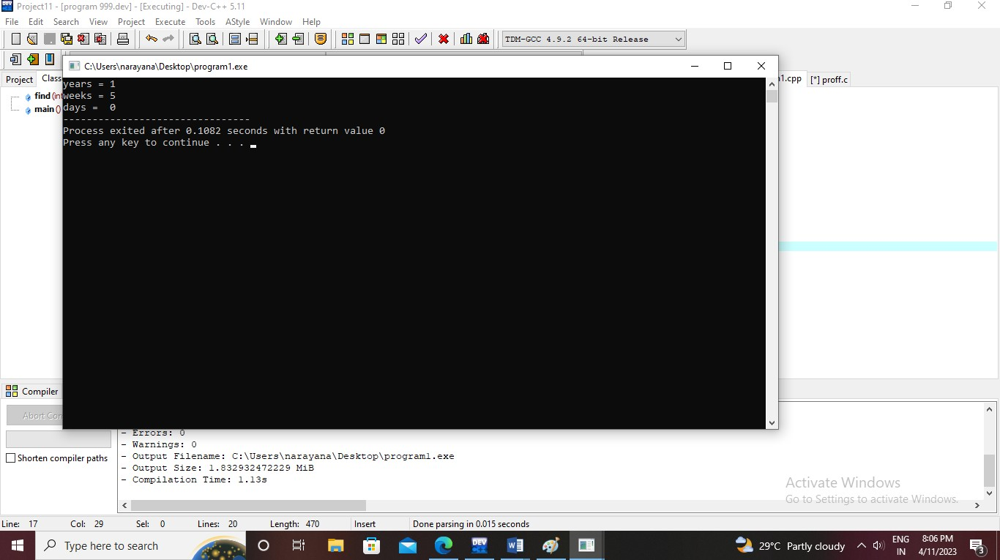 Project11 - [program 999.dev] - [Executing] - Dev-C++ 5.11
File Edit Search View Project Execute Tools AStyle Window Help
TDM-GCC 4.9.2 64-bit Release
C:\Users\narayana\Desktop\program1.exe
Project Class 1.cpp [*] proff.c
find (int
main ()
years = 1
weeks = 5
days =  0
--------------------------------
Process exited after 0.1082 seconds with return value 0
Press any key to continue . . .
Compiler
Abort Com
Shorten compiler paths
- Errors: 0
- Warnings: 0
- Output Filename: C:\Users\narayana\Desktop\program1.exe
- Output Size: 1.832932472229 MiB
- Compilation Time: 1.13s
Activate Windows
Go to Settings to activate Windows.
Line: 17 Col: 29 Sel: 0 Lines: 20 Length: 470 Insert Done parsing in 0.015 seconds
Type here to search
DEV
29°C Partly cloudy
ENG
IN
8:06 PM
4/11/2023
3